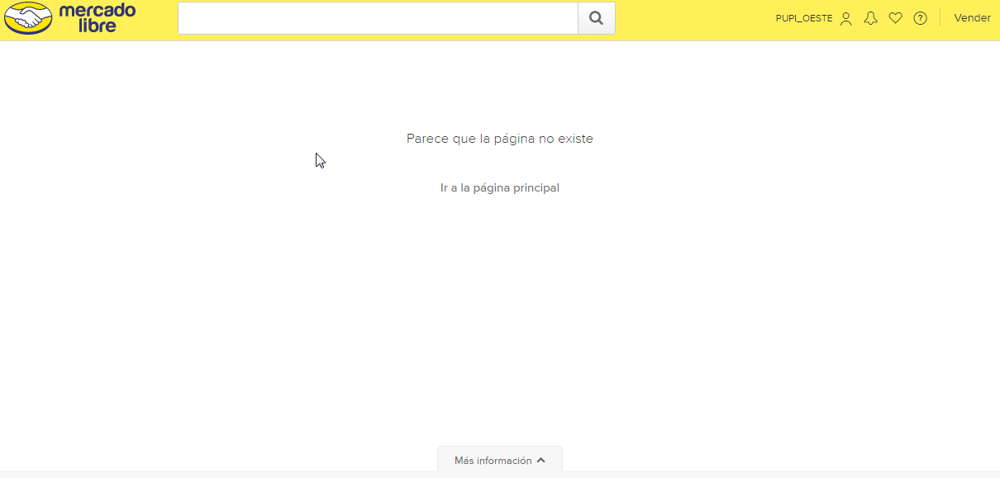 mercado
libre
PUPI_OESTE
?
Vender
Parece que la página no existe
Ir a la página principal
Más información